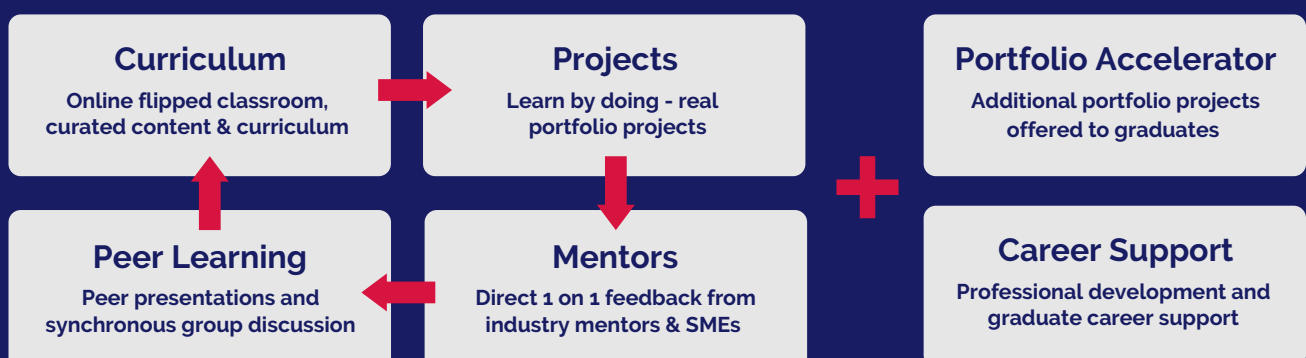 Curriculum
Online flipped classroom,
curated content & curriculum
Projects
Learn by doing - real
portfolio projects
Portfolio Accelerator
Additional portfolio projects
offered to graduates
Peer Learning
Peer presentations and
synchronous group discussion
Mentors
Direct 1 on 1 feedback from
industry mentors & SMEs
Career Support
Professional development and
graduate career support